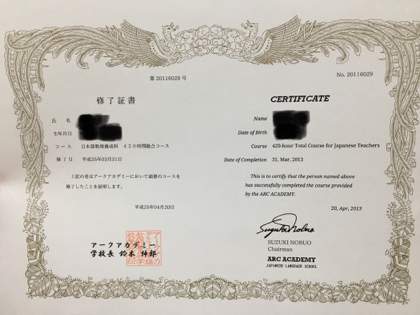 第20116029号
No. 20116029
修了証書
氏 名
生年月日
コース 日本語教師養成科 420時間総合コース
修了日 平成25年03月31日
上記の者はアークアカデミーにおいて頭書のコースを
修了したことを証明します。
平成25年04月20日
アークアカデミー
学校長 鈴木 伸郎
CERTIFICATE
Name
Date of Birth
Course 420-hour Total Course for Japanese Teachers
Date of Completion 31, Mar, 2013
This is to certify that the person named above
has successfully completed the course provided
by the ARC ACADEMY.
20, Apr, 2013
SUZUKI NOBUO
Chairman
ARC ACADEMY
JAPANESE LANGUAGE SCHOOL